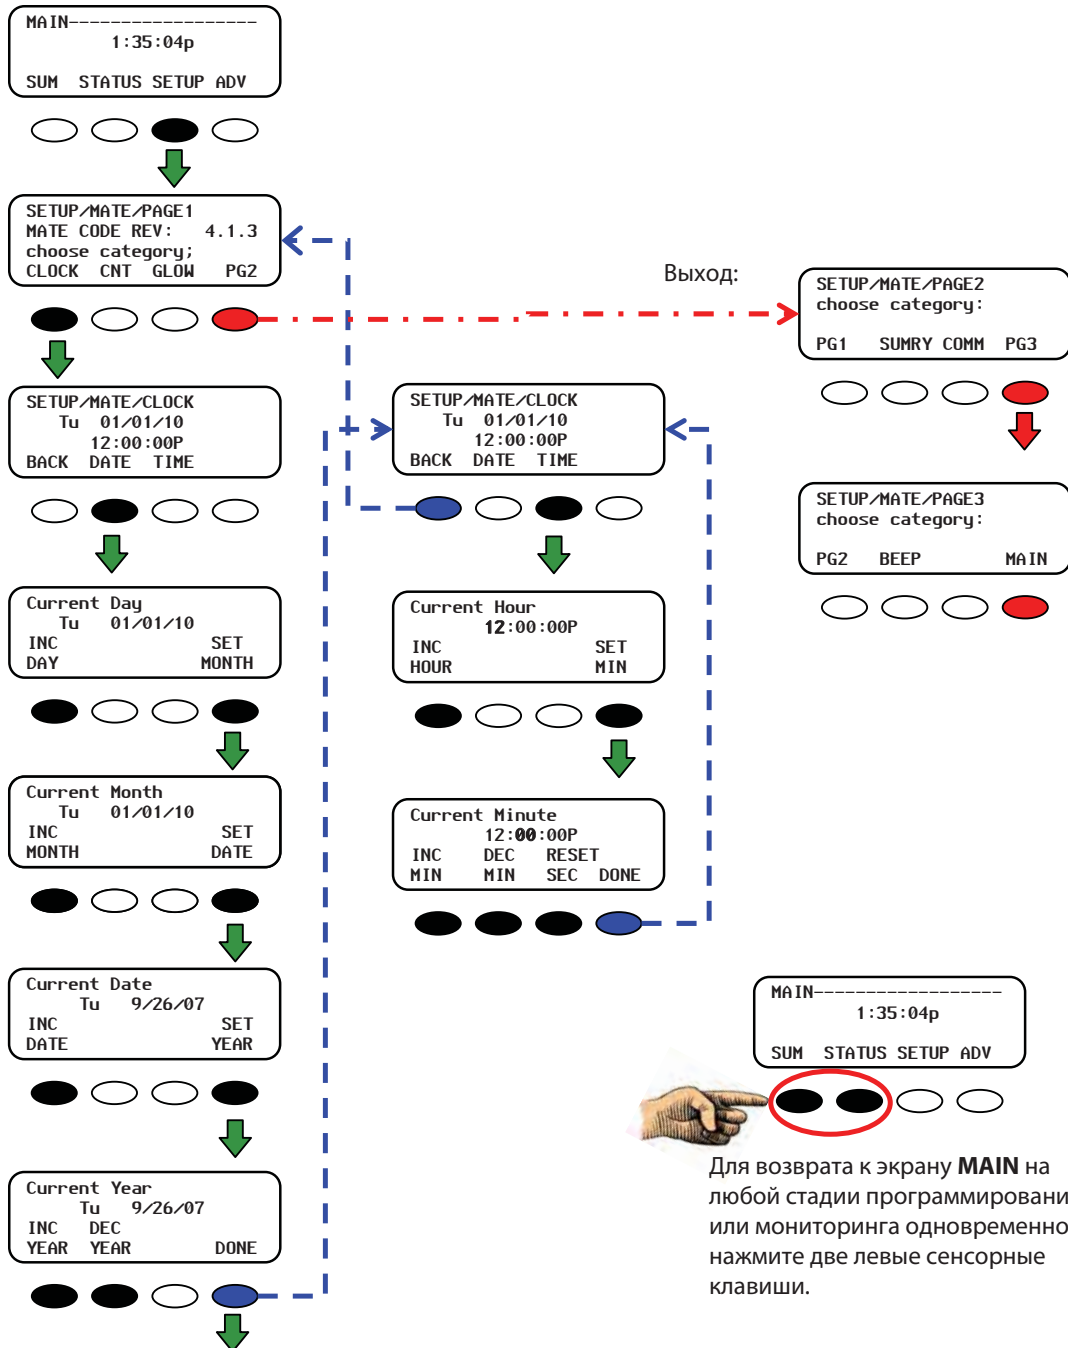 MAIN------------------
1:35:04p
SUM STATUS SETUP ADV
SETUP/MATE/PAGE1
MATE CODE REV: 4.1.3
choose category;
CLOCK CNT GLOW PG2
SETUP/MATE/CLOCK
Tu 01/01/10
12:00:00P
BACK DATE TIME
Current Day
Tu 01/01/10
INC SET
DAY MONTH
Current Month
Tu 01/01/10
INC SET
MONTH DATE
Current Date
Tu 9/26/07
INC SET
DATE YEAR
Current Year
Tu 9/26/07
INC DEC
YEAR YEAR DONE
SETUP/MATE/CLOCK
Tu 01/01/10
12:00:00P
BACK DATE TIME
Current Hour
12:00:00P
INC SET
HOUR MIN
Current Minute
12:00:00P
INC DEC RESET
MIN MIN SEC DONE
Выход:
SETUP/MATE/PAGE2
choose category:
PG1 SUMRY COMM PG3
SETUP/MATE/PAGE3
choose category:
PG2 BEEP MAIN
MAIN------------------
1:35:04p
SUM STATUS SETUP ADV
Для возврата к экрану MAIN на
любой стадии программировани
или мониторинга одновременно
нажмите две левые сенсорные
клавиши.